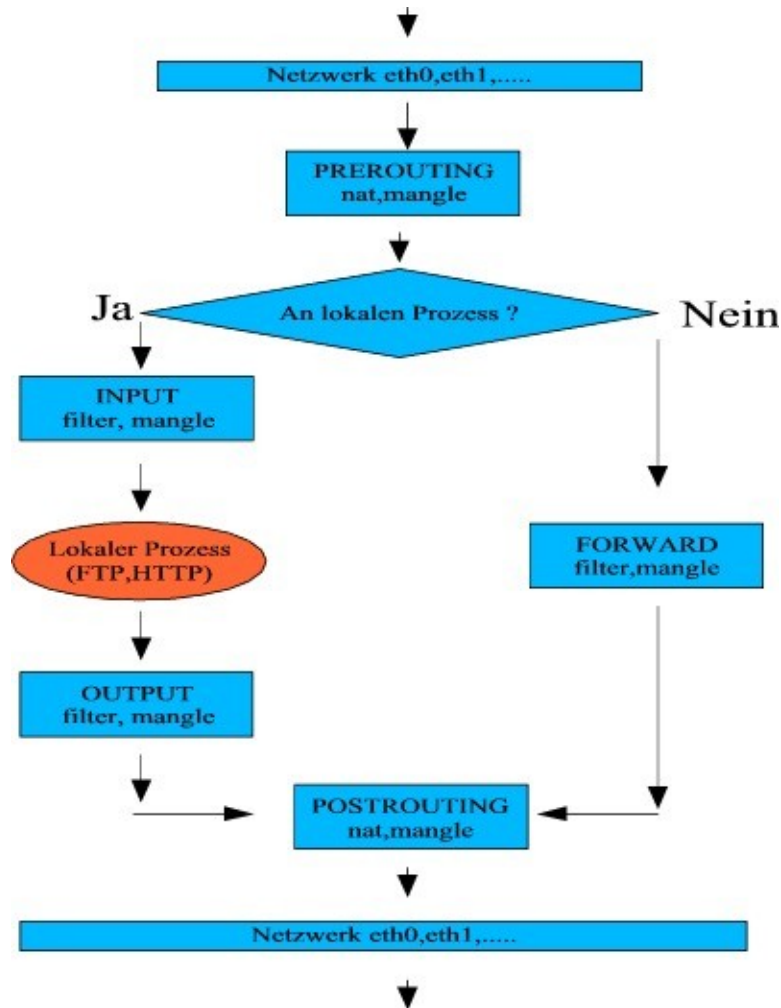 Netzwerk eth0,eth1,.....
PREROUTING
nat,mangle
An lokalen Prozess ?
Ja
Nein
INPUT
filter, mangle
Lokaler Prozess
(FTP,HTTP)
FORWARD
filter,mangle
OUTPUT
filter, mangle
POSTROUTING
nat,mangle
Netzwerk eth0,eth1,.....